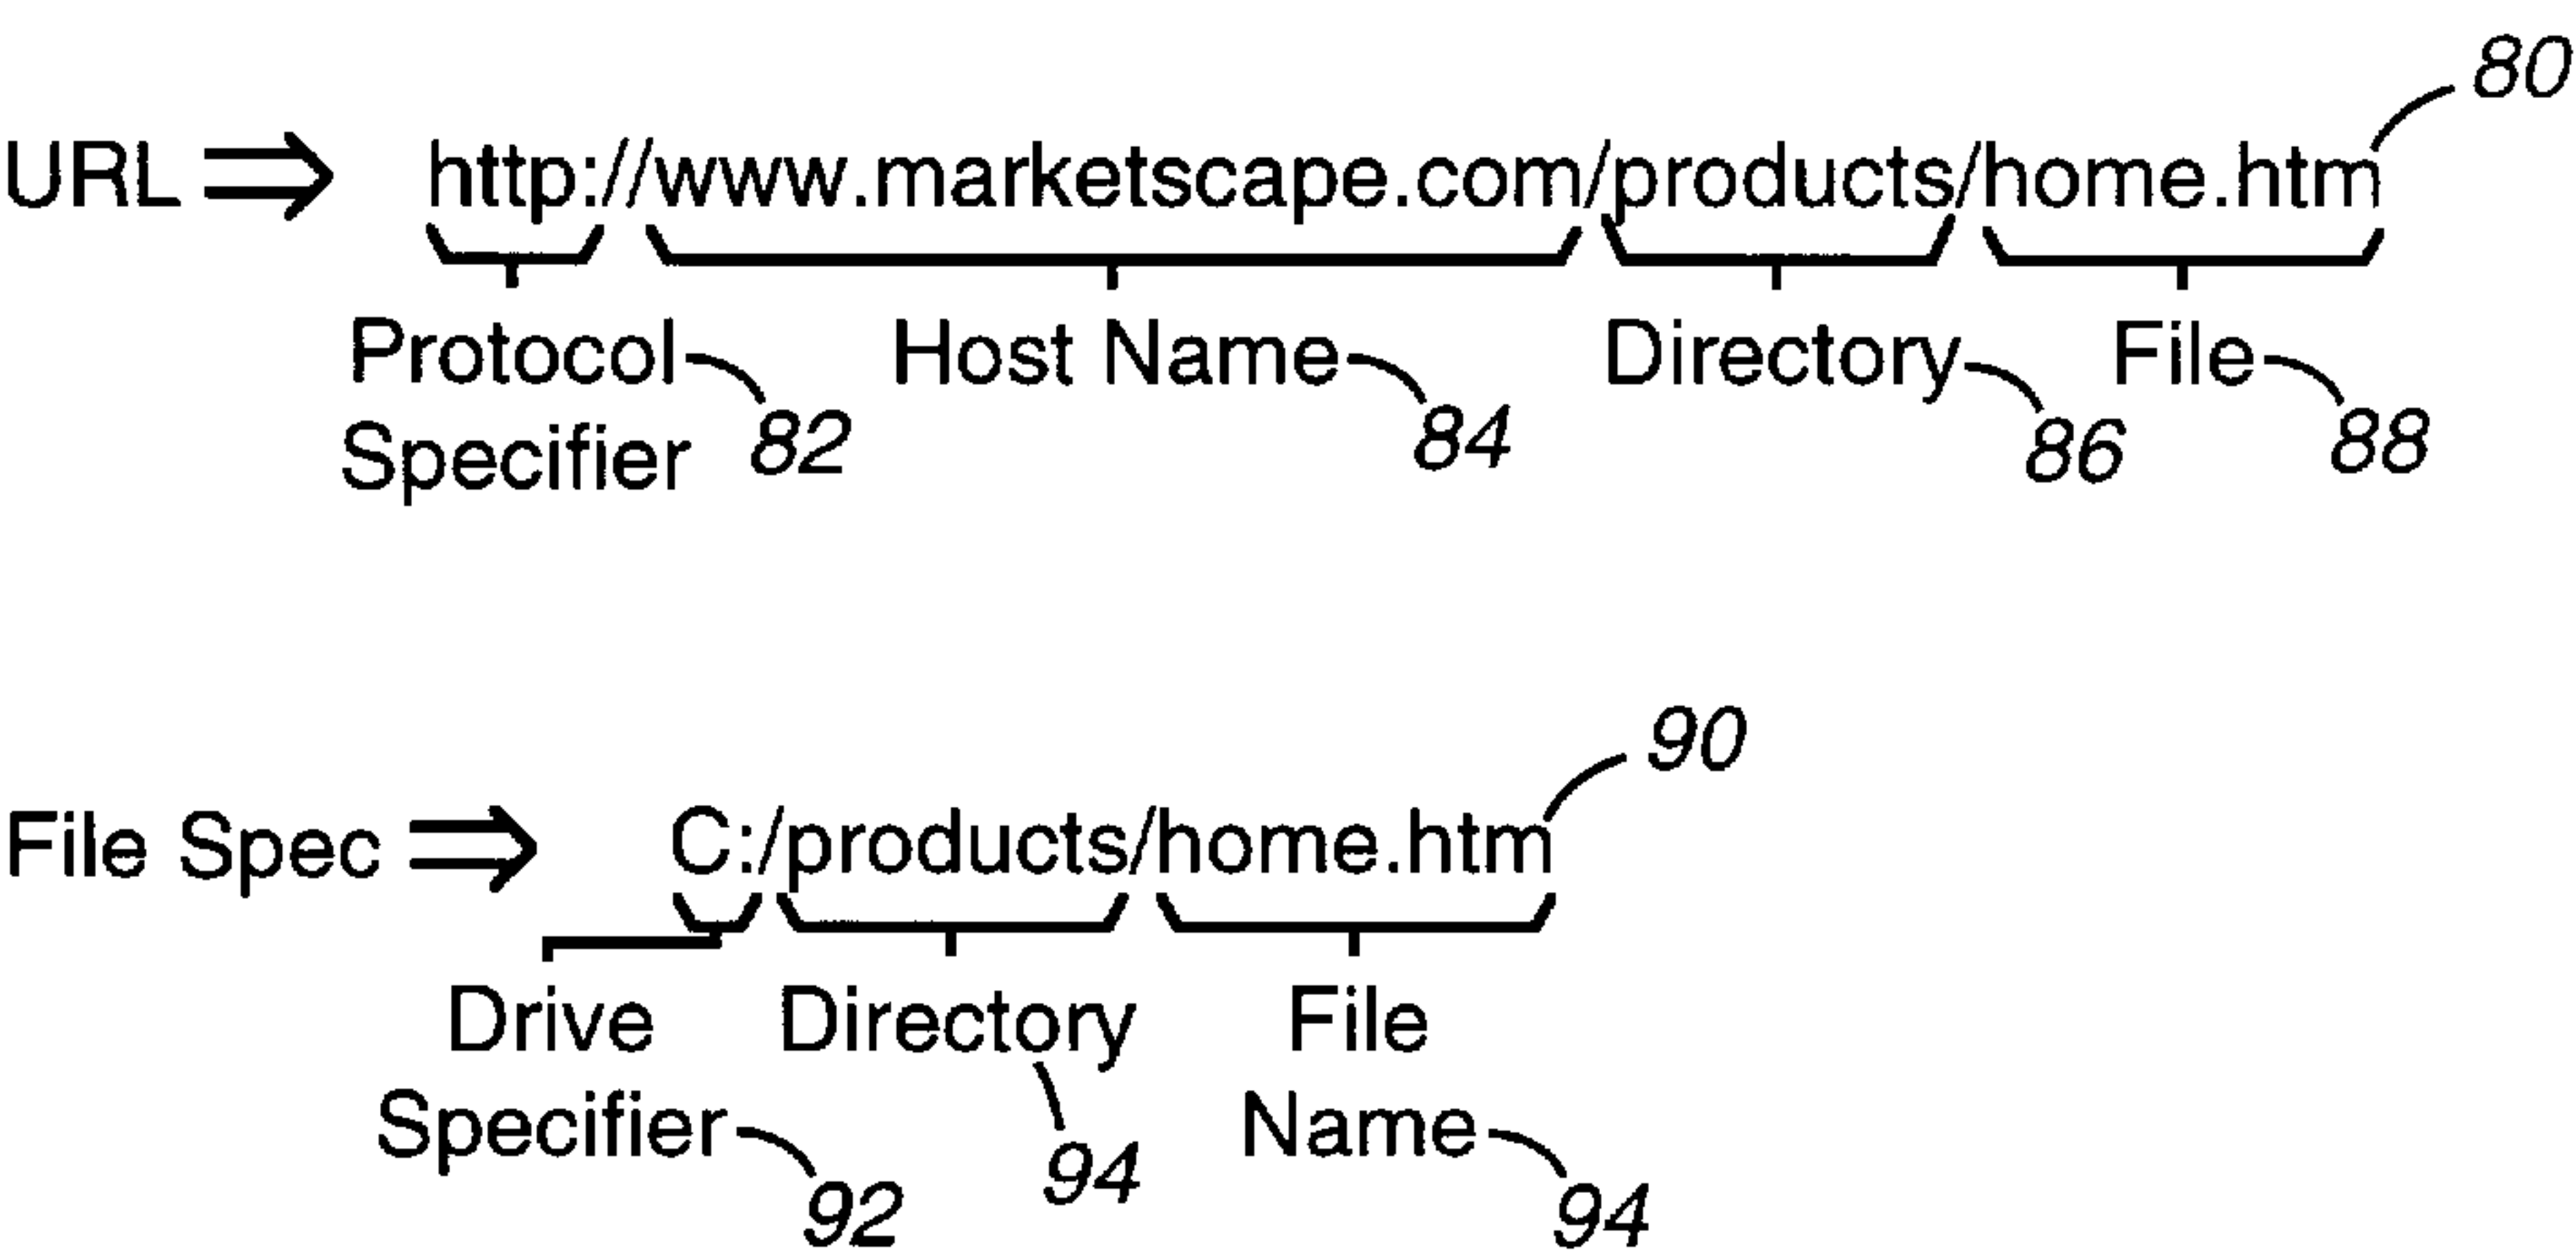 80
URL ⇒ http://www.marketscape.com/products/home.htm
Protocol Host Name Directory File
Specifier 82 84 86 88
90
File Spec ⇒ C:/products/home.htm
Drive Directory File
Specifier 94 Name
92 94